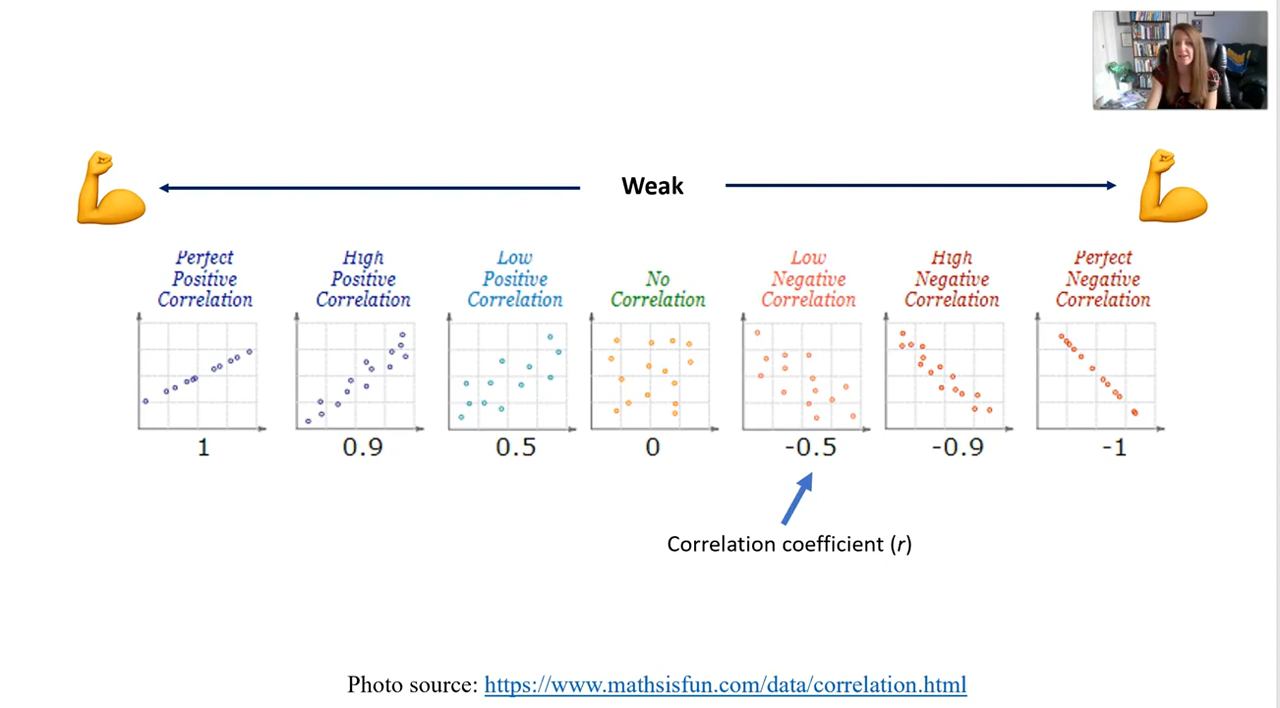 Weak
Perfect
Positive
Correlation
High
Positive
Correlation
Low
Positive
Correlation
No
Correlation
Low
Negative
Correlation
High
Negative
Correlation
Perfect
Negative
Correlation
1
0.9
0.5
0
-0.5
-0.9
-1
Correlation coefficient (r)
Photo source: https://www.mathsisfun.com/data/correlation.html